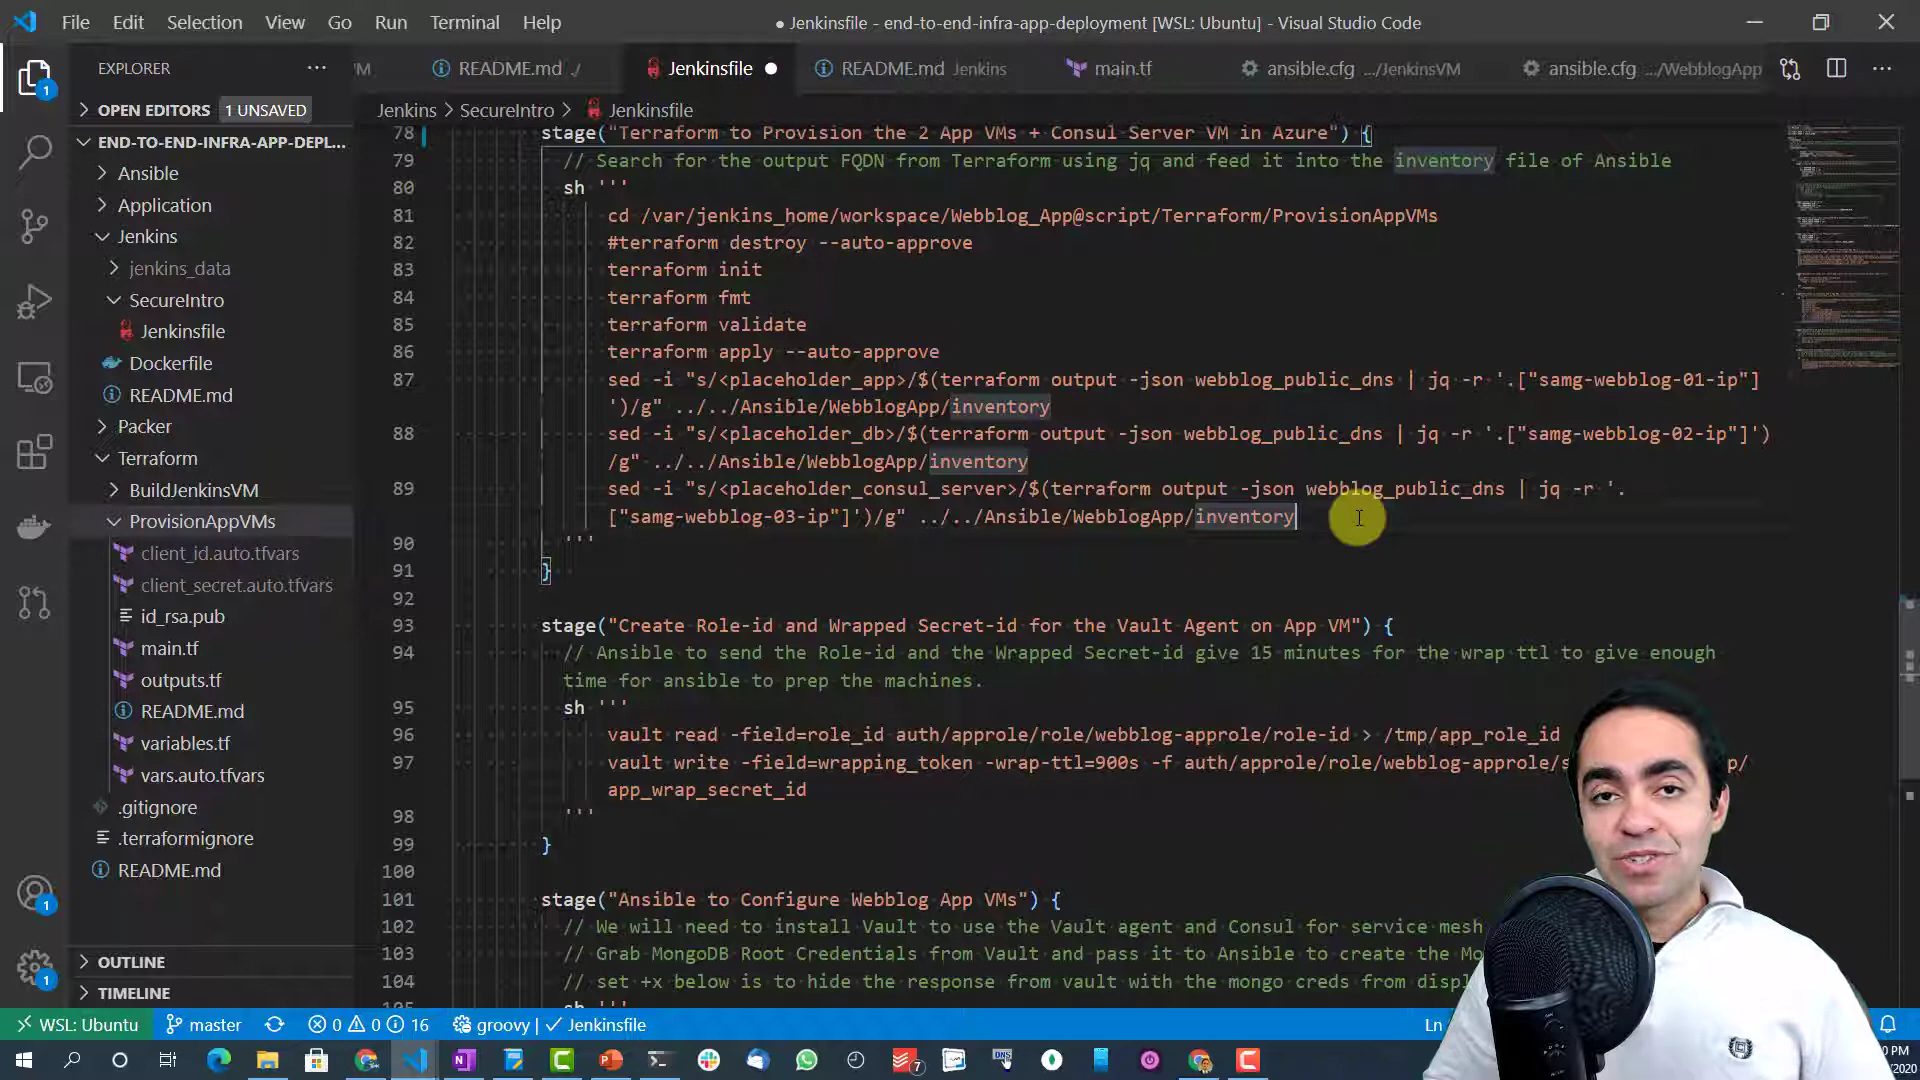 File Edit Selection View Go Run Terminal Help
● Jenkinsfile - end-to-end-infra-app-deployment [WSL: Ubuntu] - Visual Studio Code
EXPLORER
README.md
Jenkinsfile
README.md Jenkins
main.tf
ansible.cfg .../JenkinsVM
ansible.cfg .../WebblogApp
OPEN EDITORS 1 UNSAVED
Jenkins > SecureIntro > Jenkinsfile
END-TO-END-INFRA-APP-DEPL...
Ansible
Application
Jenkins
jenkins_data
SecureIntro
Jenkinsfile
Dockerfile
README.md
Packer
Terraform
BuildJenkinsVM
ProvisionAppVMs
client_id.auto.tfvars
client_secret.auto.tfvars
id_rsa.pub
main.tf
outputs.tf
README.md
variables.tf
vars.auto.tfvars
.gitignore
.terraformignore
README.md
OUTLINE
TIMELINE
78 stage("Terraform to Provision the 2 App VMs + Consul Server VM in Azure") {
79 // Search for the output FQDN from Terraform using jq and feed it into the inventory file of Ansible
80 sh '''
81 cd /var/jenkins_home/workspace/Webblog_App@script/Terraform/ProvisionAppVMs
82 #terraform destroy --auto-approve
83 terraform init
84 terraform fmt
85 terraform validate
86 terraform apply --auto-approve
87 sed -i "s/<placeholder_app>/$(terraform output -json webblog_public_dns | jq -r '.["samg-webblog-01-ip"]
')/g" ../../Ansible/WebblogApp/inventory
88 sed -i "s/<placeholder_db>/$(terraform output -json webblog_public_dns | jq -r '.["samg-webblog-02-ip"]')
/g" ../../Ansible/WebblogApp/inventory
89 sed -i "s/<placeholder_consul_server>/$(terraform output -json webblog_public_dns | jq -r '.
["samg-webblog-03-ip"]')/g" ../../Ansible/WebblogApp/inventory
90 '''
91 }
92
93 stage("Create Role-id and Wrapped Secret-id for the Vault Agent on App VM") {
94 // Ansible to send the Role-id and the Wrapped Secret-id give 15 minutes for the wrap ttl to give enough
time for ansible to prep the machines.
95 sh '''
96 vault read -field=role_id auth/approle/role/webblog-approle/role-id > /tmp/app_role_id
97 vault write -field=wrapping_token -wrap-ttl=900s -f auth/approle/role/webblog-approle/
app_wrap_secret_id
98 '''
99 }
100
101 stage("Ansible to Configure Webblog App VMs") {
102 // We will need to install Vault to use the Vault agent and Consul for service mesh
103 // Grab MongoDB Root Credentials from Vault and pass it to Ansible to create the
104 // set +x below is to hide the response from vault with the mongo creds from
105 sh '''
WSL: Ubuntu master 0 0 16 groovy | Jenkinsfile Ln